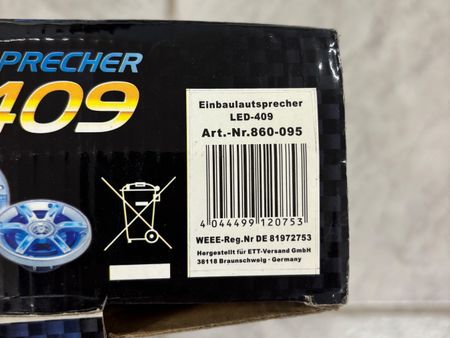 PRECHER
409
Einbaulautsprecher
LED-409
Art.-Nr.860-095
4 044499 120753
WEEE-Reg.Nr DE 81972753
Hergestellt für ETT-Versand GmbH
38118 Braunschweig - Germany